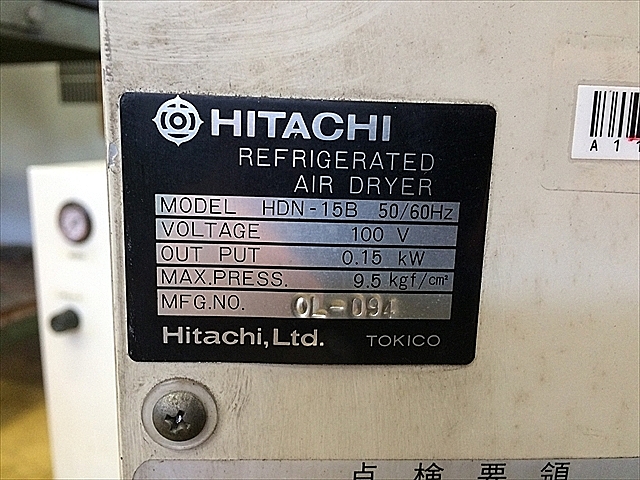 HITACHI
REFRIGERATED
AIR DRYER
MODEL HDN-15B 50/60Hz
VOLTAGE 100 V
OUT PUT 0.15 kW
MAX.PRESS. 9.5 kgf/cm²
MFG.NO. OL-094
Hitachi,Ltd. TOKICO
点検要領